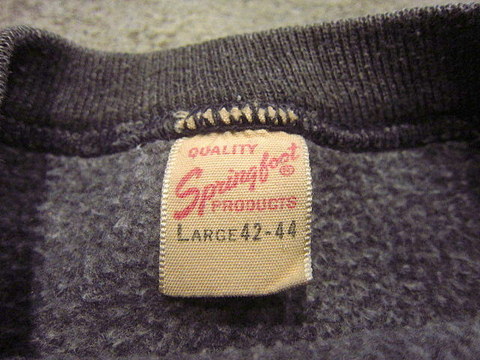 QUALITY
Springfoot ®
PRODUCTS
LARGE 42-44